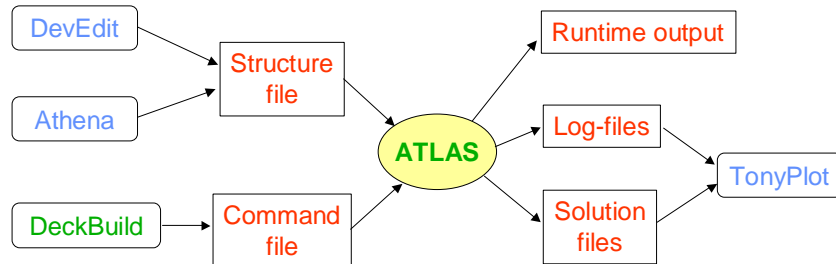 DevEdit
Athena
DeckBuild
Structure
file
Command
file
ATLAS
Runtime output
Log-files
Solution
files
TonyPlot